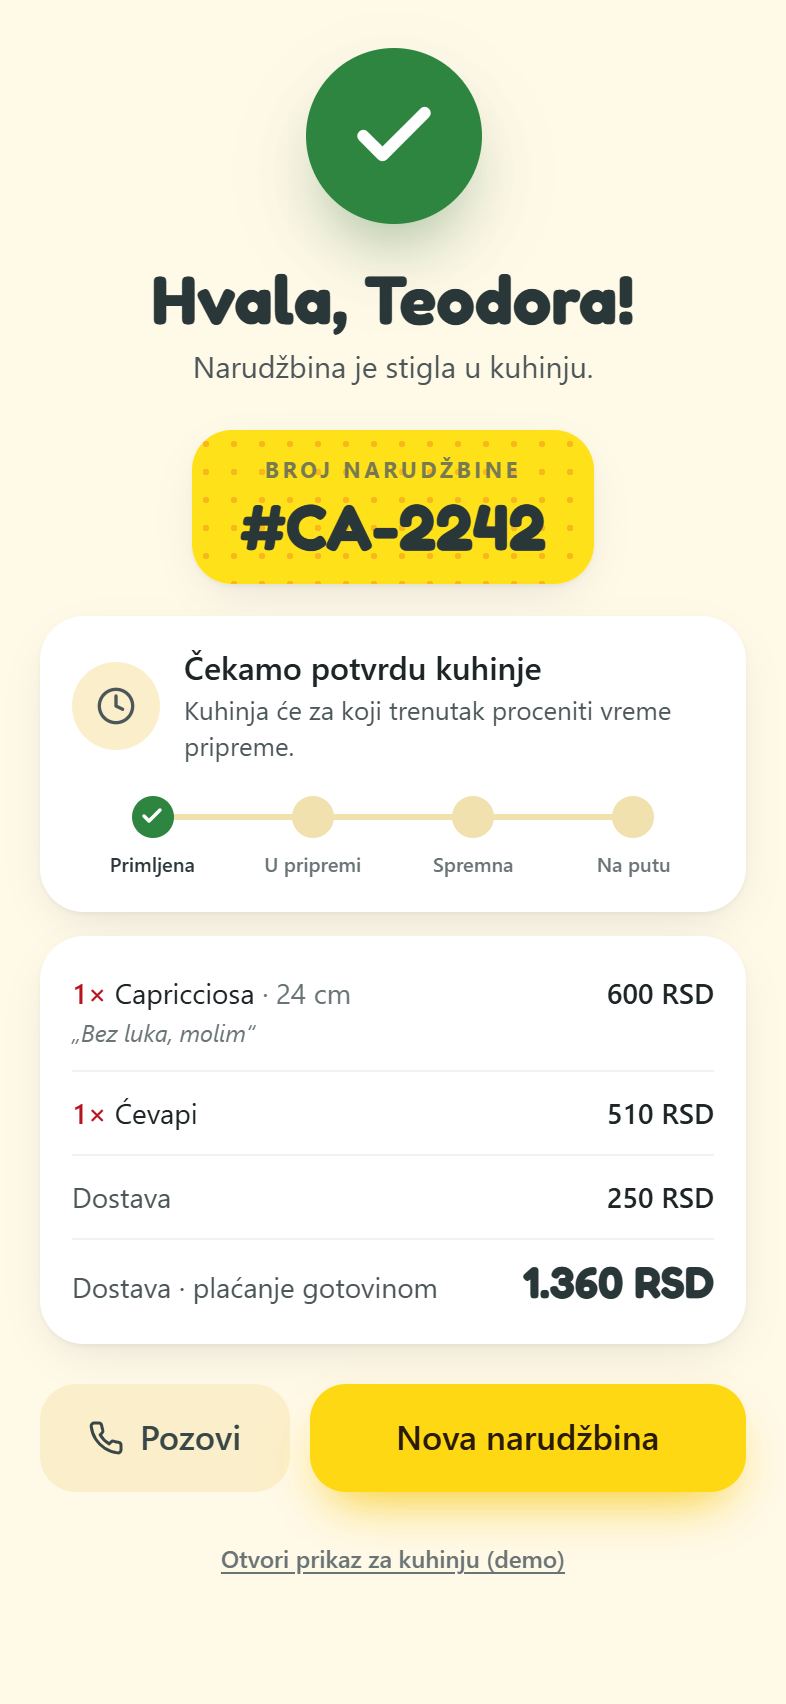 Hvala, Teodora!
Narudžbina je stigla u kuhinju.
BROJ NARUDŽBINE
#CA-2242
Čekamo potvrdu kuhinje
Kuhinja će za koji trenutak proceniti vreme
pripreme.
Primljena U pripremi Spremna Na putu
1× Capricciosa · 24 cm 600 RSD
„Bez luka, molim“
1× Ćevapi 510 RSD
Dostava 250 RSD
Dostava · plaćanje gotovinom 1.360 RSD
Pozovi Nova narudžbina
Otvori prikaz za kuhinju (demo)